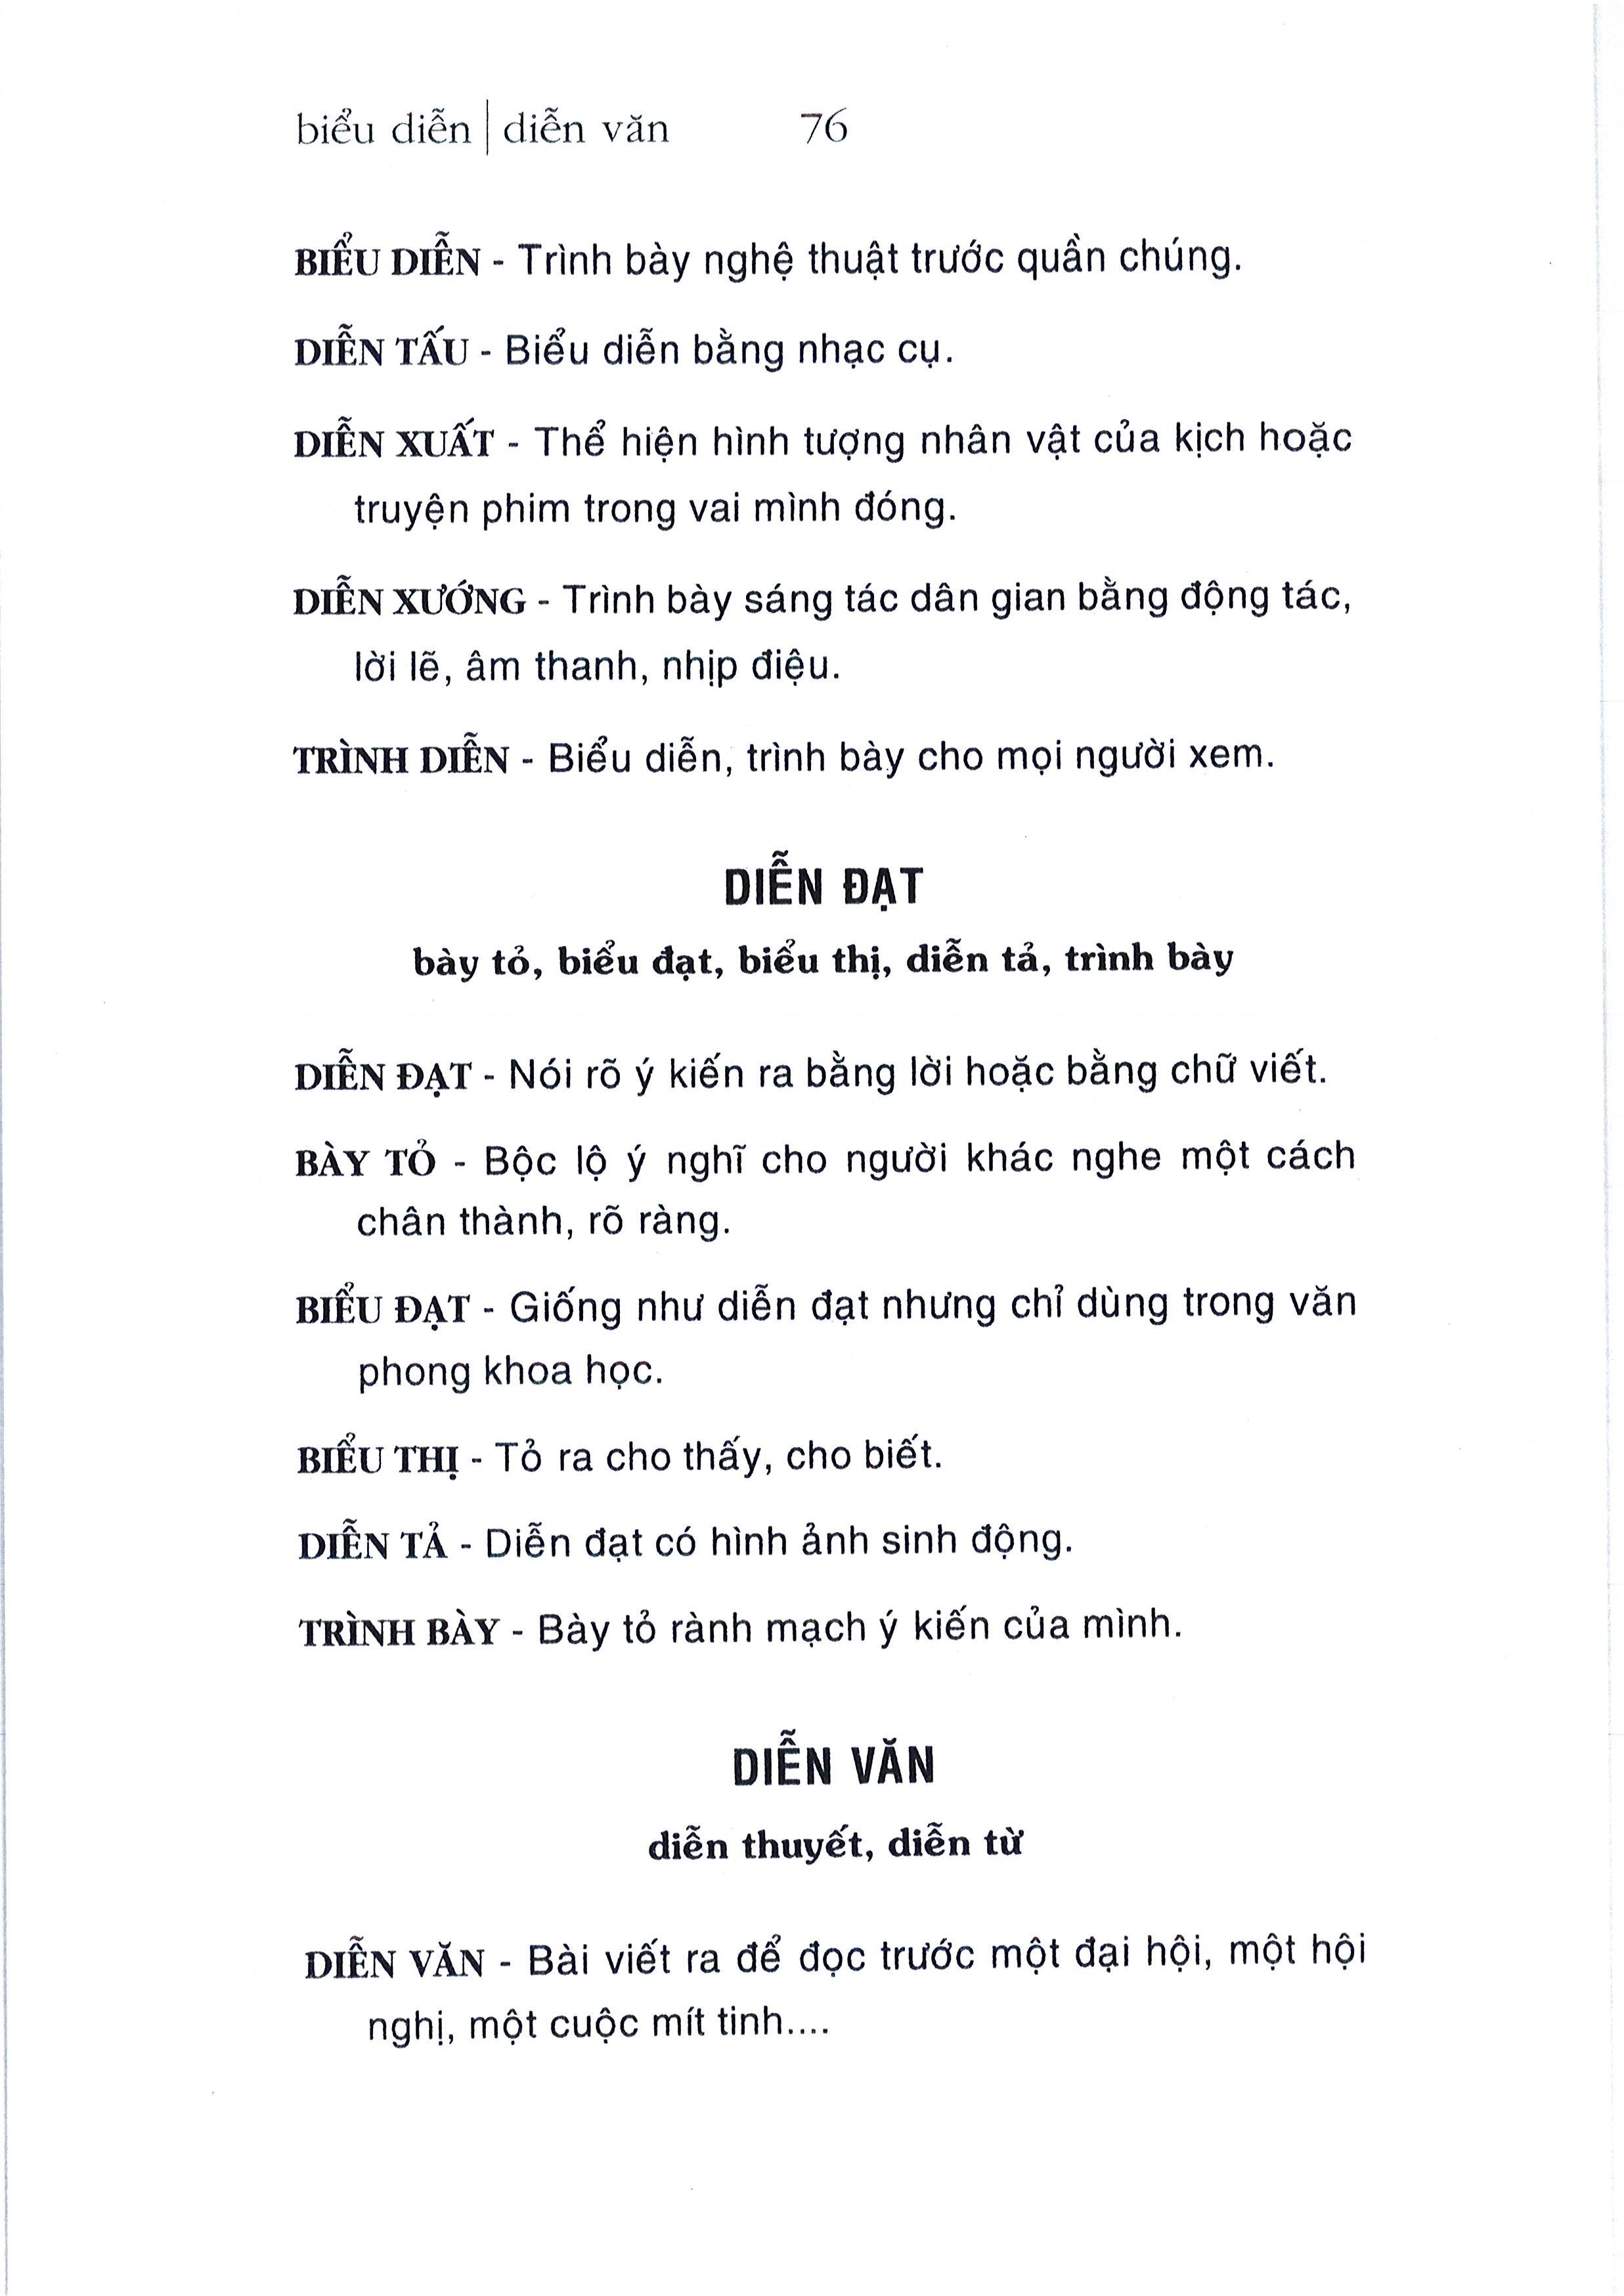 biểu diễn | diễn văn 76
BIỂU DIỄN - Trình bày nghệ thuật trước quần chúng.
DIỄN TẤU - Biểu diễn bằng nhạc cụ.
DIỄN XUẤT - Thể hiện hình tượng nhân vật của kịch hoặc
truyện phim trong vai mình đóng.
DIỄN XƯỚNG - Trình bày sáng tác dân gian bằng động tác,
lời lẽ, âm thanh, nhịp điệu.
TRÌNH DIỄN - Biểu diễn, trình bày cho mọi người xem.
DIỄN ĐẠT
bày tỏ, biểu đạt, biểu thị, diễn tả, trình bày
DIỄN ĐẠT - Nói rõ ý kiến ra bằng lời hoặc bằng chữ viết.
BÀY TỎ - Bộc lộ ý nghĩ cho người khác nghe một cách
chân thành, rõ ràng.
BIỂU ĐẠT - Giống như diễn đạt nhưng chỉ dùng trong văn
phong khoa học.
BIỂU THỊ - Tỏ ra cho thấy, cho biết.
DIỄN TẢ - Diễn đạt có hình ảnh sinh động.
TRÌNH BÀY - Bày tỏ rành mạch ý kiến của mình.
DIỄN VĂN
diễn thuyết, diễn từ
DIỄN VĂN - Bài viết ra để đọc trước một đại hội, một hội
nghị, một cuộc mít tinh....